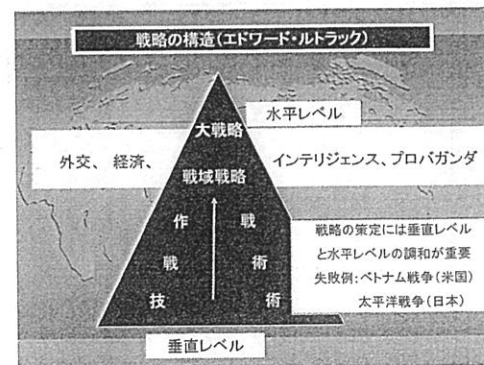 戦略の構造(エドワード・ルトラック)
水平レベル
大戦略
外交、経済、
インテリジェンス、プロパガンダ
戦域戦略
作戦
戦術
技術
戦略の策定には垂直レベル
と水平レベルの調和が重要
失敗例:ベトナム戦争(米国)
太平洋戦争(日本)
垂直レベル